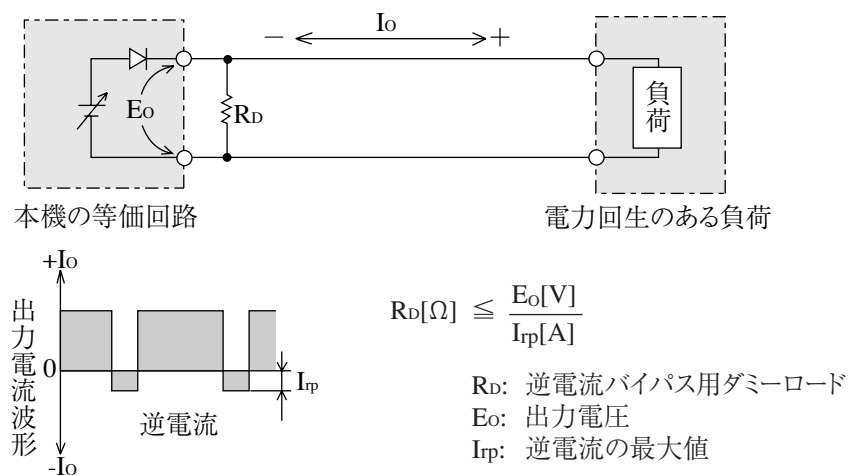 − Io +
Eo
RD
負荷
本機の等価回路
電力回生のある負荷
+Io
出力電流波形
0
Irp
逆電流
-Io
RD[Ω] ≦ Eo[V]
Irp[A]
RD: 逆電流バイパス用ダミーロード
Eo: 出力電圧
Irp: 逆電流の最大値